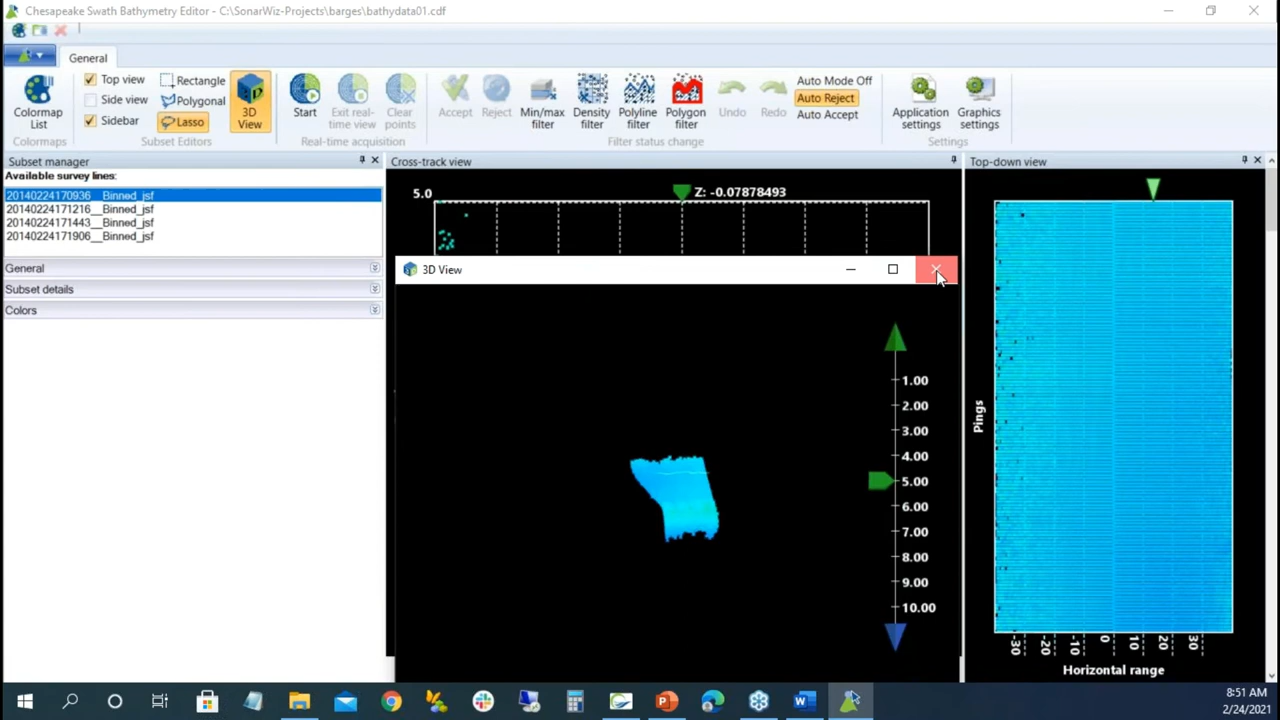 Chesapeake Swath Bathymetry Editor - C:\SonarWiz-Projects\barges\bathydata01.cdf
General
Colormap List
Colormaps
Top view
Side view
Sidebar
Rectangle
Polygonal
Lasso
3D View
Subset Editors
Start
Exit real-time view
Clear points
Real-time acquisition
Accept
Reject
Min/max filter
Density filter
Polyline filter
Polygon filter
Undo
Redo
Auto Mode Off
Auto Reject
Auto Accept
Filter status change
Application settings
Graphics settings
Settings
Subset manager
Available survey lines:
20140224170936__Binned_jsf
20140224171216__Binned_jsf
20140224171443__Binned_jsf
20140224171906__Binned_jsf
General
Subset details
Colors
Cross-track view
5.0
Z: -0.07878493
3D View
1.00
2.00
3.00
4.00
5.00
6.00
7.00
8.00
9.00
10.00
Top-down view
Pings
-30
-20
-10
0
10
20
30
Horizontal range
8:51 AM
2/24/2021